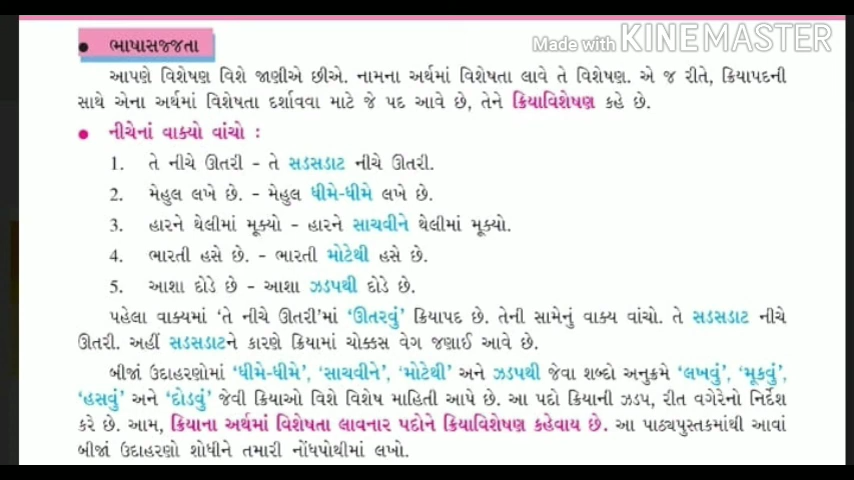 Made with KINEMASTER
• ભાષાસજ્જતા
આપણે વિશેષણ વિશે જાણીએ છીએ. નામના અર્થમાં વિશેષતા લાવે તે વિશેષણ. એ જ રીતે, ક્રિયાપદની
સાથે એના અર્થમાં વિશેષતા દર્શાવવા માટે જે પદ આવે છે, તેને ક્રિયાવિશેષણ કહે છે.
• નીચેનાં વાક્યો વાંચો :
1. તે નીચે ઊતરી – તે સડસડાટ નીચે ઊતરી.
2. મેહુલ લખે છે. – મેહુલ ધીમે-ધીમે લખે છે.
3. હારને થેલીમાં મૂક્યો – હારને સાચવીને થેલીમાં મૂક્યો.
4. ભારતી હસે છે. – ભારતી મોટેથી હસે છે.
5. આશા દોડે છે – આશા ઝડપથી દોડે છે.
પહેલા વાક્યમાં ‘તે નીચે ઊતરી’માં ‘ઊતરવું’ ક્રિયાપદ છે. તેની સામેનું વાક્ય વાંચો. તે સડસડાટ નીચે
ઊતરી. અહીં સડસડાટને કારણે ક્રિયામાં ચોક્કસ વેગ જણાઈ આવે છે.
બીજાં ઉદાહરણોમાં ‘ધીમે-ધીમે’, ‘સાચવીને’, ‘મોટેથી’ અને ઝડપથી જેવા શબ્દો અનુક્રમે ‘લખવું’, ‘મૂકવું’,
‘હસવું’ અને ‘દોડવું’ જેવી ક્રિયાઓ વિશે વિશેષ માહિતી આપે છે. આ પદો ક્રિયાની ઝડપ, રીત વગેરેનો નિર્દેશ
કરે છે. આમ, ક્રિયાના અર્થમાં વિશેષતા લાવનાર પદોને ક્રિયાવિશેષણ કહેવાય છે. આ પાઠ્યપુસ્તકમાંથી આવાં
બીજાં ઉદાહરણો શોધીને તમારી નોંધપોથીમાં લખો.